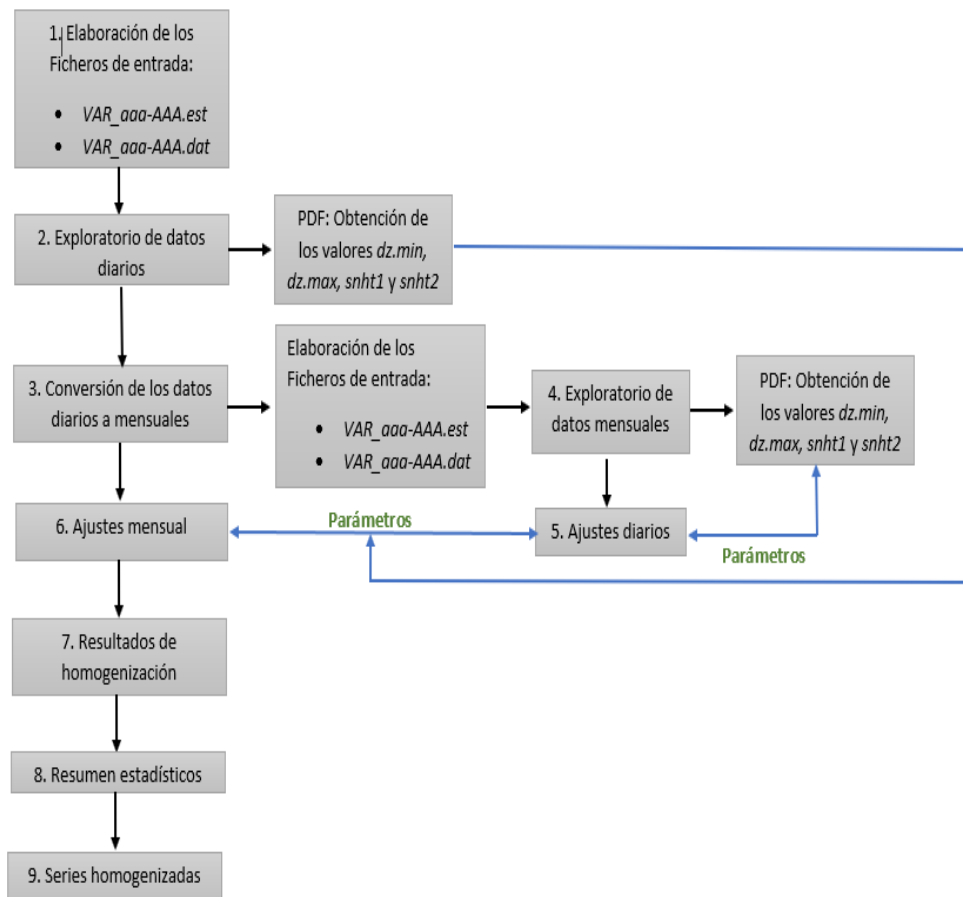 1. Elaboración de los
Ficheros de entrada:
• VAR_aaa-AAA.est
• VAR_aaa-AAA.dat
2. Exploratorio de datos
diarios
PDF: Obtención de
los valores dz.min,
dz.max, snht1 y snht2
3. Conversión de los datos
diarios a mensuales
Elaboración de los
Ficheros de entrada:
• VAR_aaa-AAA.est
• VAR_aaa-AAA.dat
4. Exploratorio de
datos mensuales
PDF: Obtención de
los valores dz.min,
dz.max, snht1 y snht2
6. Ajustes mensual
Parámetros
5. Ajustes diarios
Parámetros
7. Resultados de
homogenización
8. Resumen estadísticos
9. Series homogenizadas